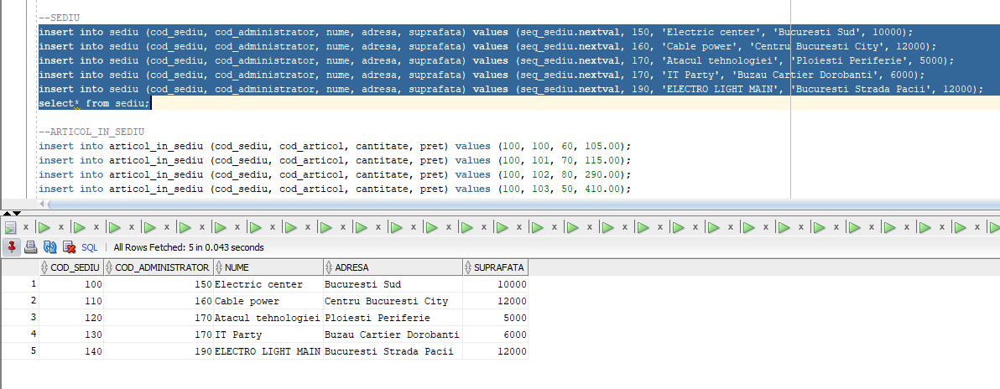 --SEDIU
insert into sediu (cod_sediu, cod_administrator, nume, adresa, suprafata) values (seq_sediu.nextval, 150, 'Electric center', 'Bucuresti Sud', 10000);
insert into sediu (cod_sediu, cod_administrator, nume, adresa, suprafata) values (seq_sediu.nextval, 160, 'Cable power', 'Centru Bucuresti City', 12000);
insert into sediu (cod_sediu, cod_administrator, nume, adresa, suprafata) values (seq_sediu.nextval, 170, 'Atacul tehnologiei', 'Ploiesti Periferie', 5000);
insert into sediu (cod_sediu, cod_administrator, nume, adresa, suprafata) values (seq_sediu.nextval, 170, 'IT Party', 'Buzau Cartier Dorobanti', 6000);
insert into sediu (cod_sediu, cod_administrator, nume, adresa, suprafata) values (seq_sediu.nextval, 190, 'ELECTRO LIGHT MAIN', 'Bucuresti Strada Pacii', 12000);
select* from sediu;
--ARTICOL_IN_SEDIU
insert into articol_in_sediu (cod_sediu, cod_articol, cantitate, pret) values (100, 100, 60, 105.00);
insert into articol_in_sediu (cod_sediu, cod_articol, cantitate, pret) values (100, 101, 70, 115.00);
insert into articol_in_sediu (cod_sediu, cod_articol, cantitate, pret) values (100, 102, 80, 290.00);
insert into articol_in_sediu (cod_sediu, cod_articol, cantitate, pret) values (100, 103, 50, 410.00);
SQL | All Rows Fetched: 5 in 0.043 seconds
COD_SEDIU COD_ADMINISTRATOR NUME ADRESA SUPRAFATA
1 100 150 Electric center Bucuresti Sud 10000
2 110 160 Cable power Centru Bucuresti City 12000
3 120 170 Atacul tehnologiei Ploiesti Periferie 5000
4 130 170 IT Party Buzau Cartier Dorobanti 6000
5 140 190 ELECTRO LIGHT MAIN Bucuresti Strada Pacii 12000